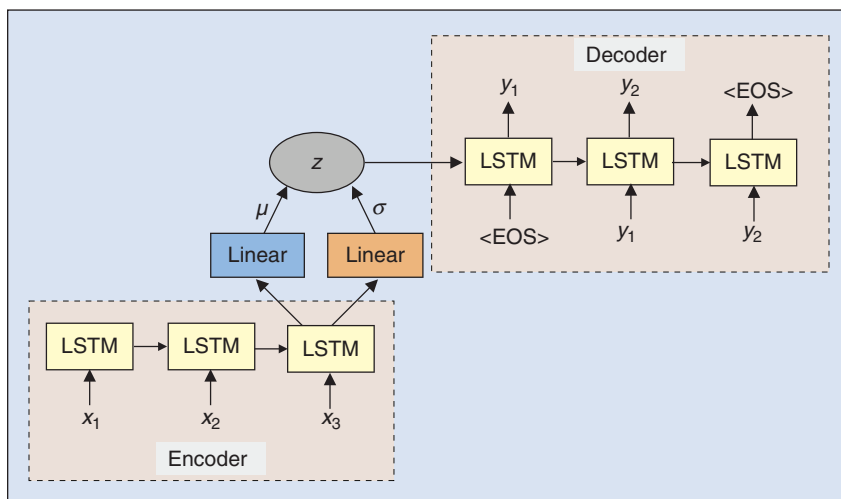 Decoder
y1 y2 <EOS>
LSTM LSTM LSTM
<EOS> y1 y2
z
μ σ
Linear Linear
LSTM LSTM LSTM
x1 x2 x3
Encoder